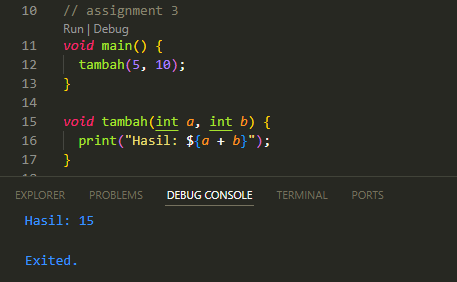 10 // assignment 3
Run | Debug
11 void main() {
12 tambah(5, 10);
13 }
14
15 void tambah(int a, int b) {
16 print("Hasil: ${a + b}");
17 }
EXPLORER PROBLEMS DEBUG CONSOLE TERMINAL PORTS
Hasil: 15
Exited.